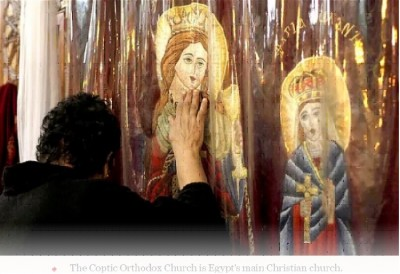 The Coptic Orthodox Church is Egypt's main Christian church.